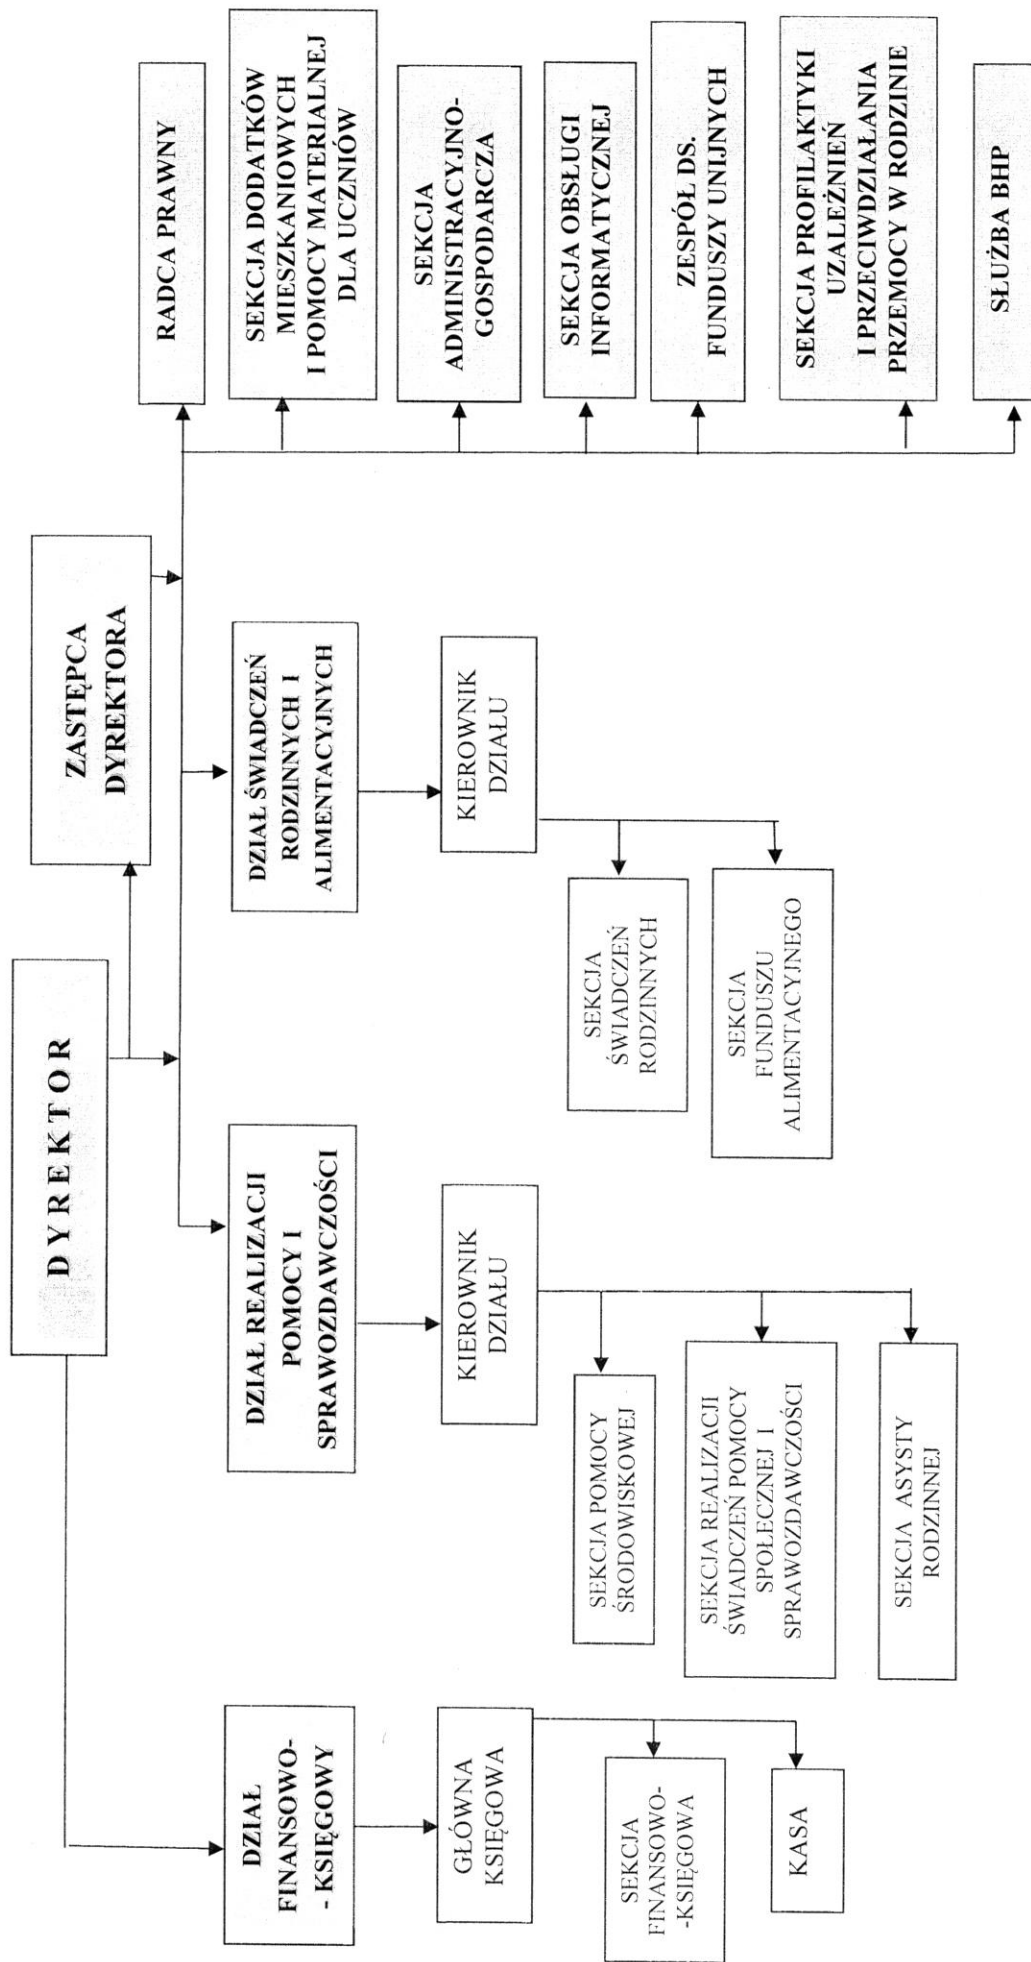 D Y R E K T O R
ZASTĘPCA
DYREKTORA
DZIAŁ
FINANSOWO-
- KSIĘGOWY
GŁÓWNA
KSIĘGOWA
SEKCJA
FINANSOWO-
-KSIĘGOWA
KASA
DZIAŁ REALIZACJI
POMOCY I
SPRAWOZDAWCZOŚCI
KIEROWNIK
DZIAŁU
SEKCJA POMOCY
ŚRODOWISKOWEJ
SEKCJA REALIZACJI
ŚWIADCZEŃ POMOCY
SPOŁECZNEJ I
SPRAWOZDAWCZOŚCI
SEKCJA ASYSTY
RODZINNEJ
DZIAŁ ŚWIADCZEŃ
RODZINNYCH I
ALIMENTACYJNYCH
KIEROWNIK
DZIAŁU
SEKCJA
ŚWIADCZEŃ
RODZINNYCH
SEKCJA
FUNDUSZU
ALIMENTACYJNEGO
RADCA PRAWNY
SEKCJA DODATKÓW
MIESZKANIOWYCH
I POMOCY MATERIALNEJ
DLA UCZNIÓW
SEKCJA
ADMINISTRACYJNO-
GOSPODARCZA
SEKCJA OBSŁUGI
INFORMATYCZNEJ
ZESPÓŁ DS.
FUNDUSZY UNIJNYCH
SEKCJA PROFILAKTYKI
UZALEŻNIEŃ
I PRZECIWDZIAŁANIA
PRZEMOCY W RODZINIE
SŁUŻBA BHP